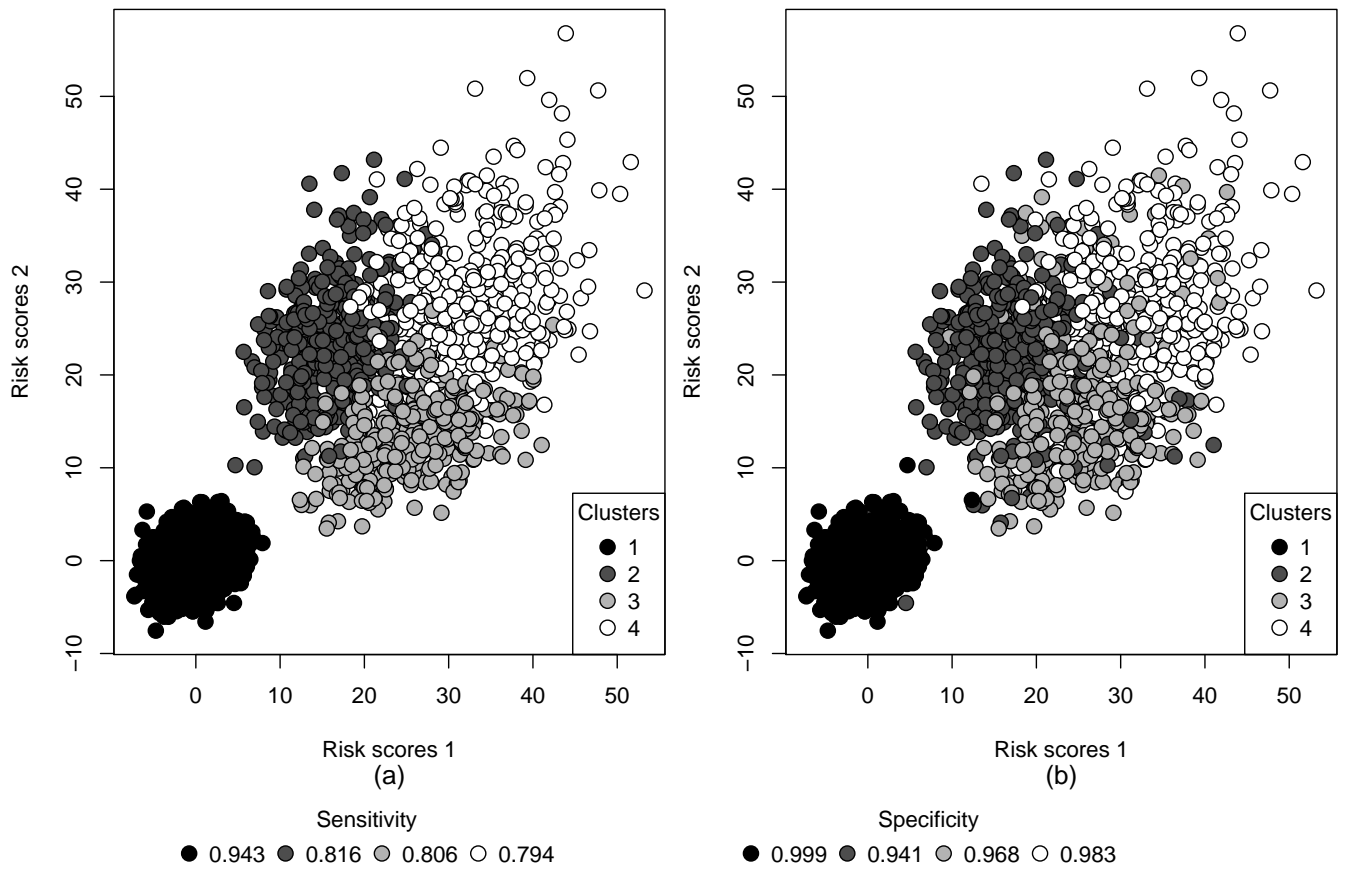 Risk scores 2
50
40
30
20
10
0
−10
0 10 20 30 40 50
Risk scores 1
(a)
Clusters
1
2
3
4
Risk scores 2
50
40
30
20
10
0
−10
0 10 20 30 40 50
Risk scores 1
(b)
Clusters
1
2
3
4
Sensitivity
0.943 0.816 0.806 0.794
Specificity
0.999 0.941 0.968 0.983